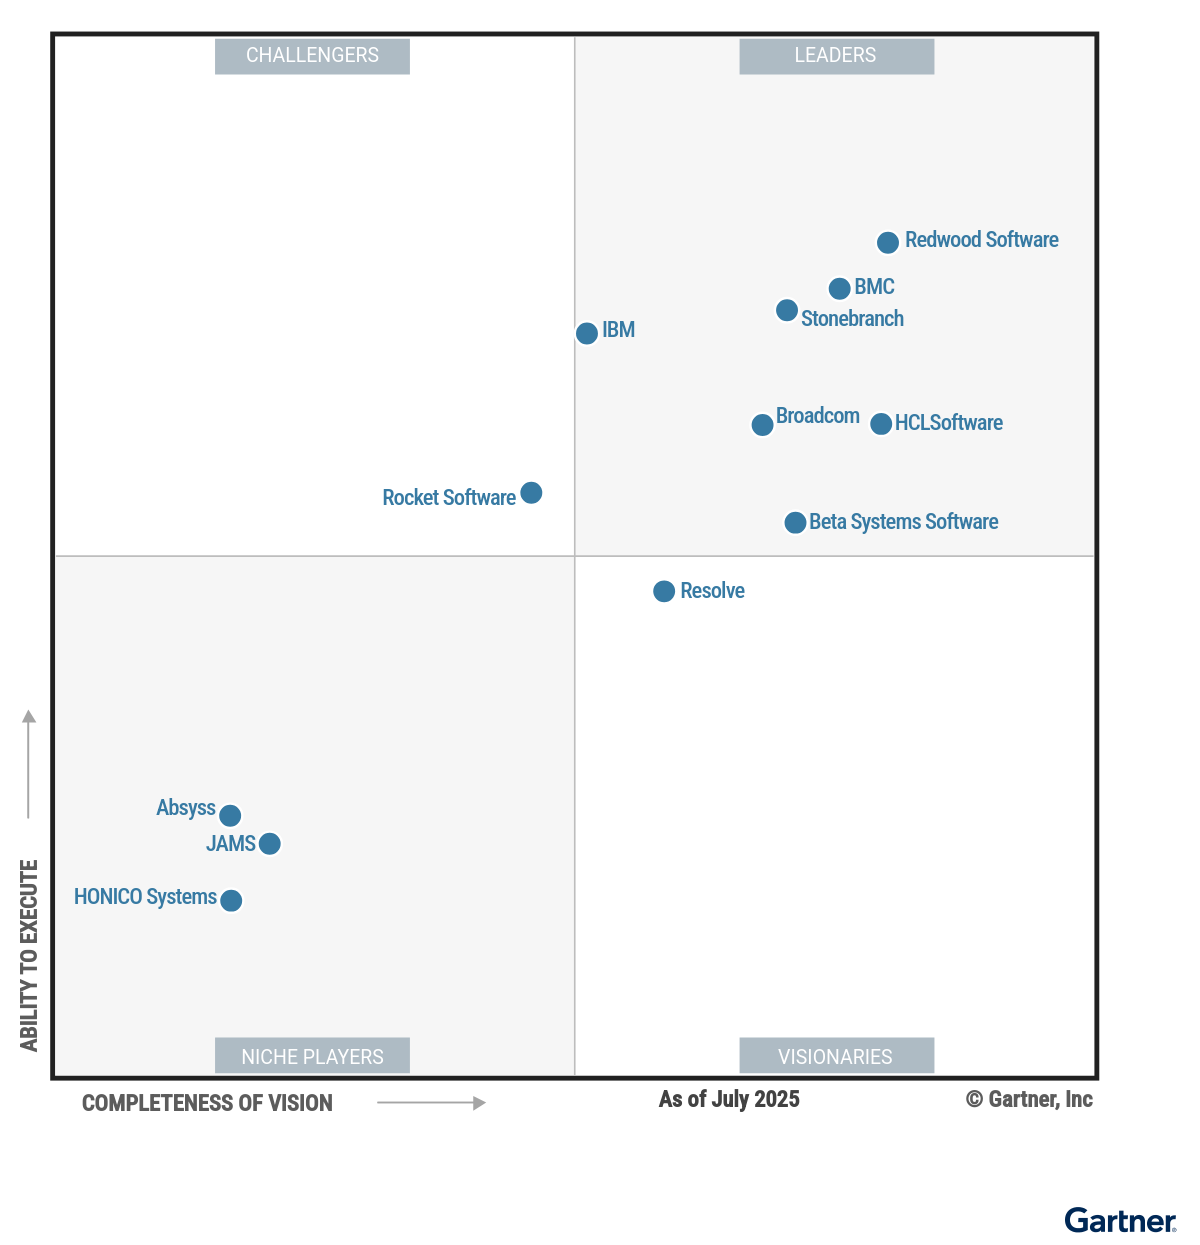 CHALLENGERS
LEADERS
Redwood Software
BMC
Stonebranch
IBM
Broadcom
HCLSoftware
Rocket Software
Beta Systems Software
Resolve
Absyss
JAMS
HONICO Systems
ABILITY TO EXECUTE
NICHE PLAYERS
VISIONARIES
COMPLETENESS OF VISION
As of July 2025
© Gartner, Inc
Gartner®